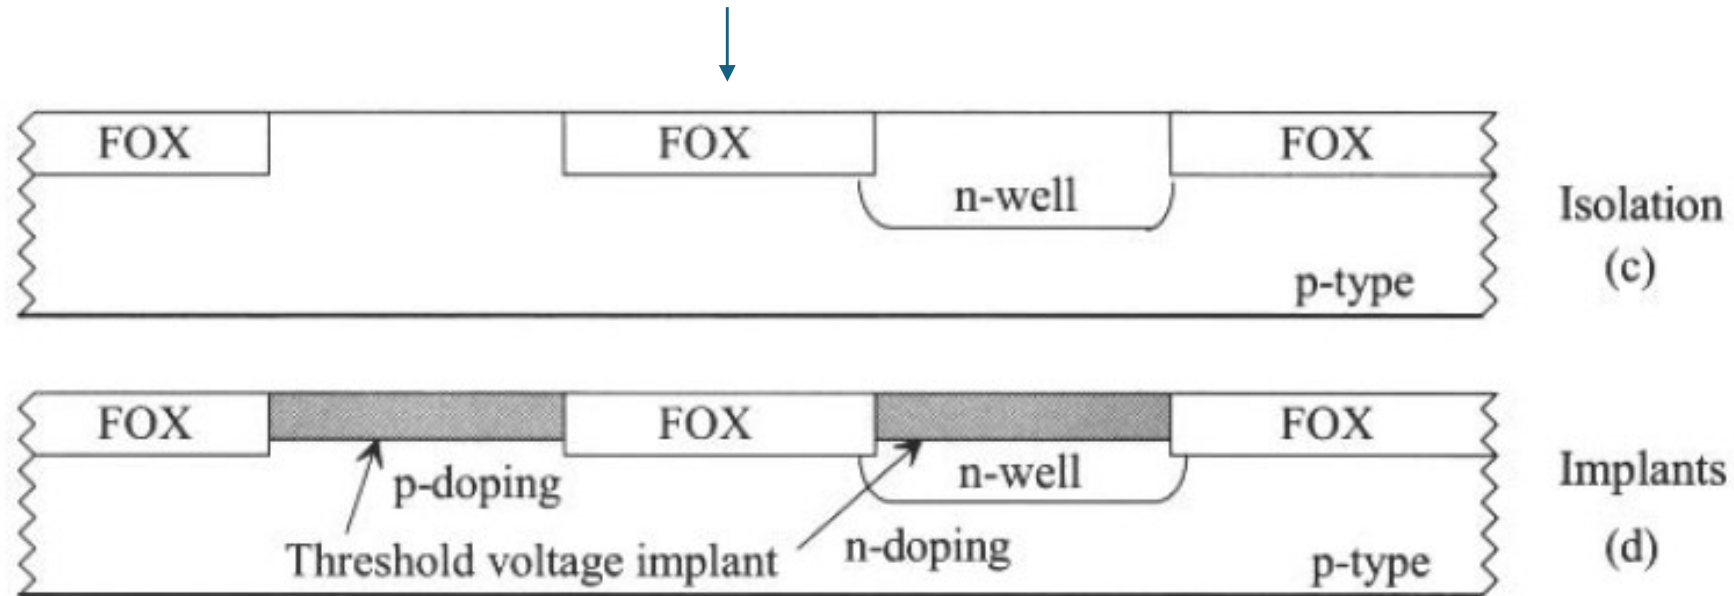 FOX FOX FOX
n-well
Isolation
(c)
p-type
FOX FOX FOX
n-well
Implants
p-doping
Threshold voltage implant
n-doping
(d)
p-type